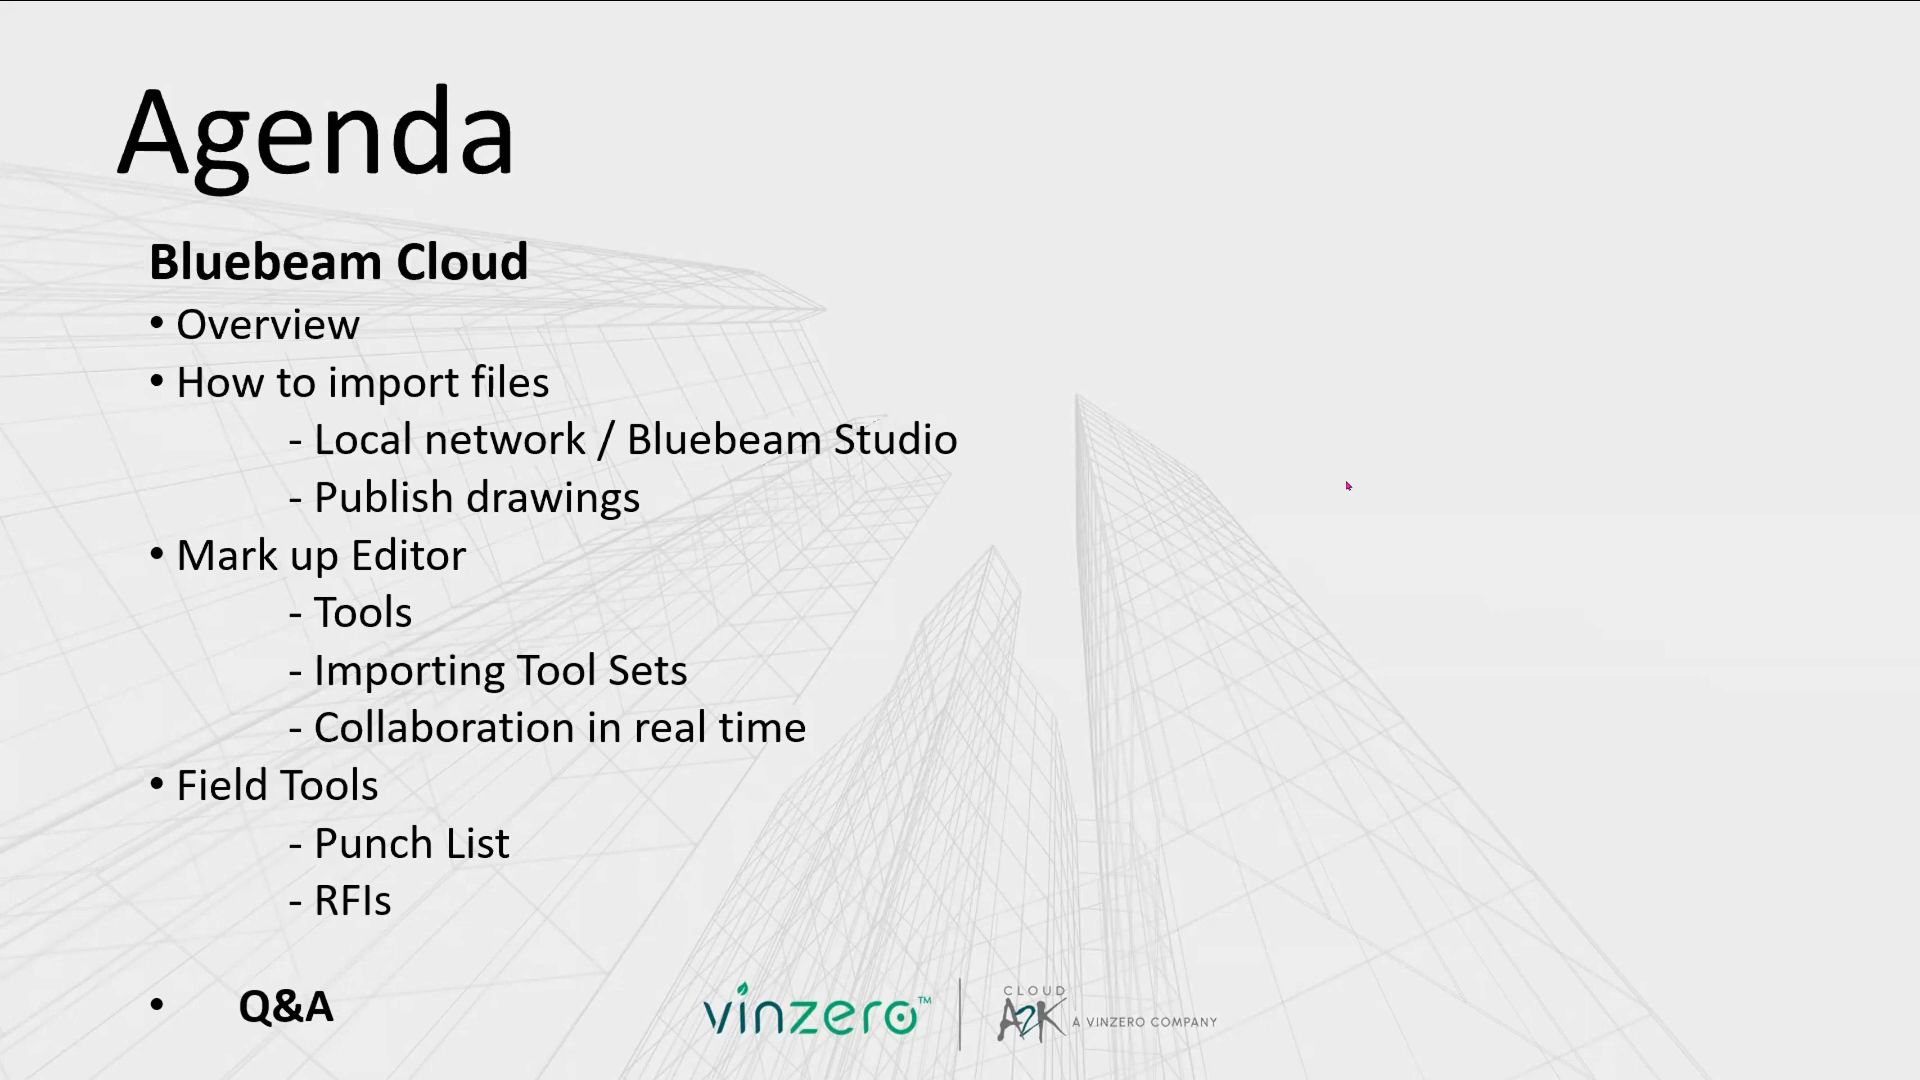 Agenda
Bluebeam Cloud
• Overview
• How to import files
- Local network / Bluebeam Studio
- Publish drawings
• Mark up Editor
- Tools
- Importing Tool Sets
- Collaboration in real time
• Field Tools
- Punch List
- RFIs
• Q&A
vinzero™
CLOUD
A2K A VINZERO COMPANY